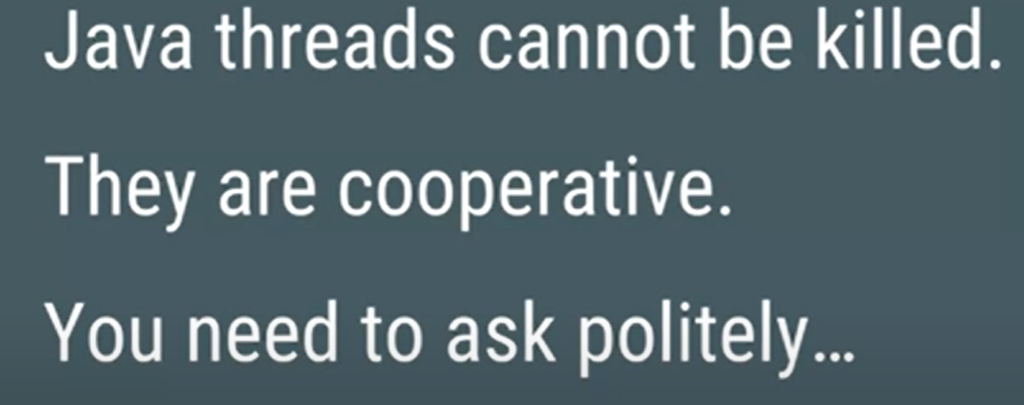 Java threads cannot be killed.
They are cooperative.
You need to ask politely…